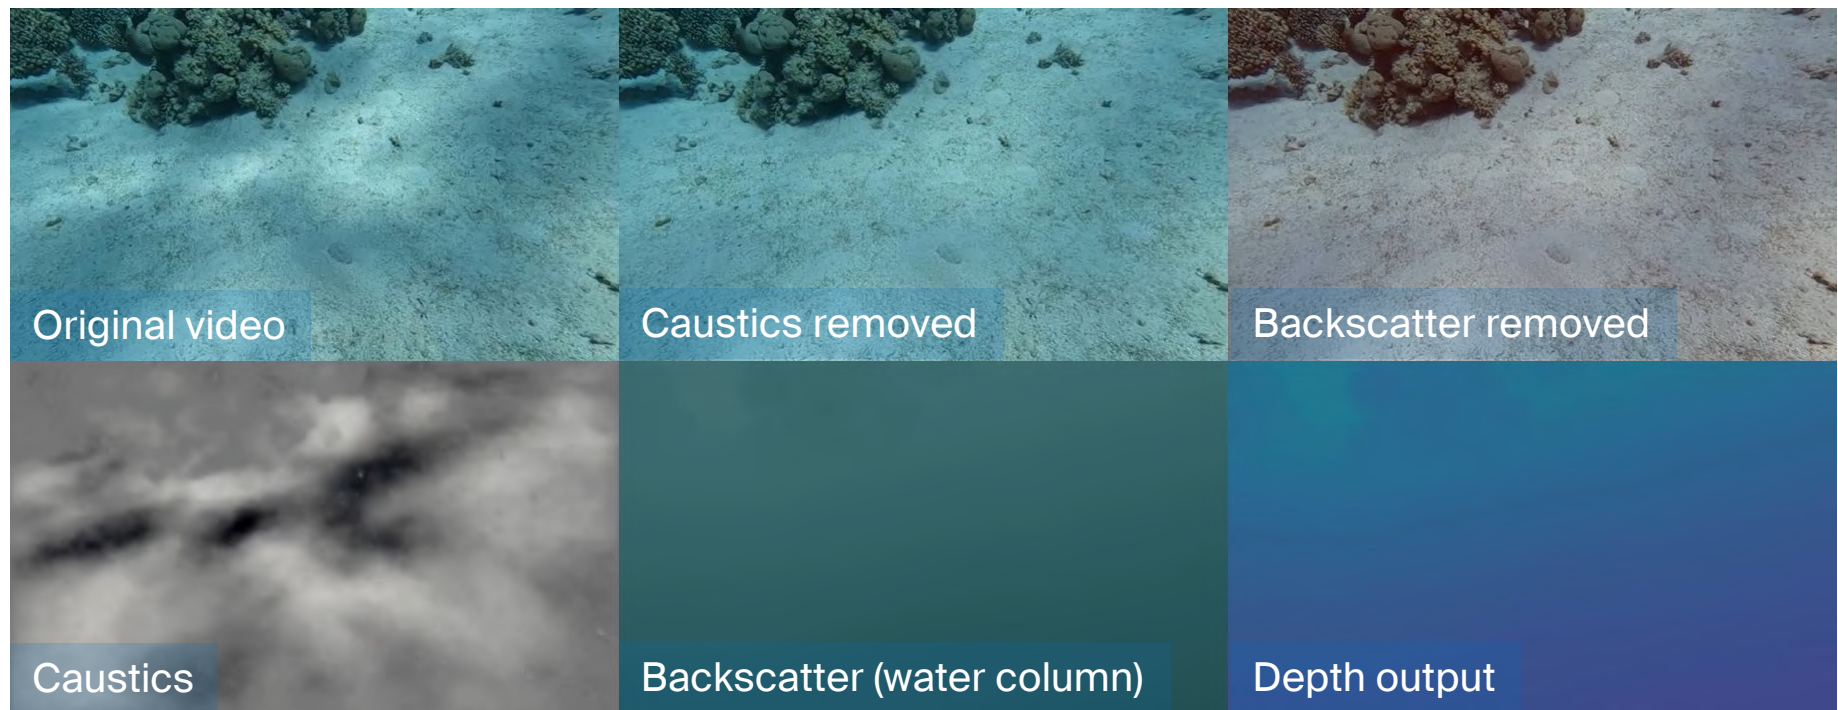 Original video
Caustics removed
Backscatter removed
Caustics
Backscatter (water column)
Depth output